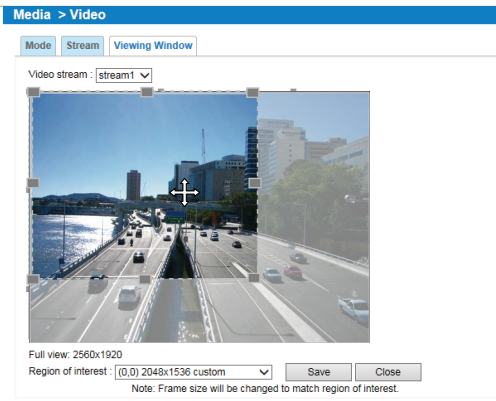 Media > Video
Mode Stream Viewing Window
Video stream : stream1
Full view: 2560x1920
Region of interest : (0,0) 2048x1536 custom Save Close
Note: Frame size will be changed to match region of interest.